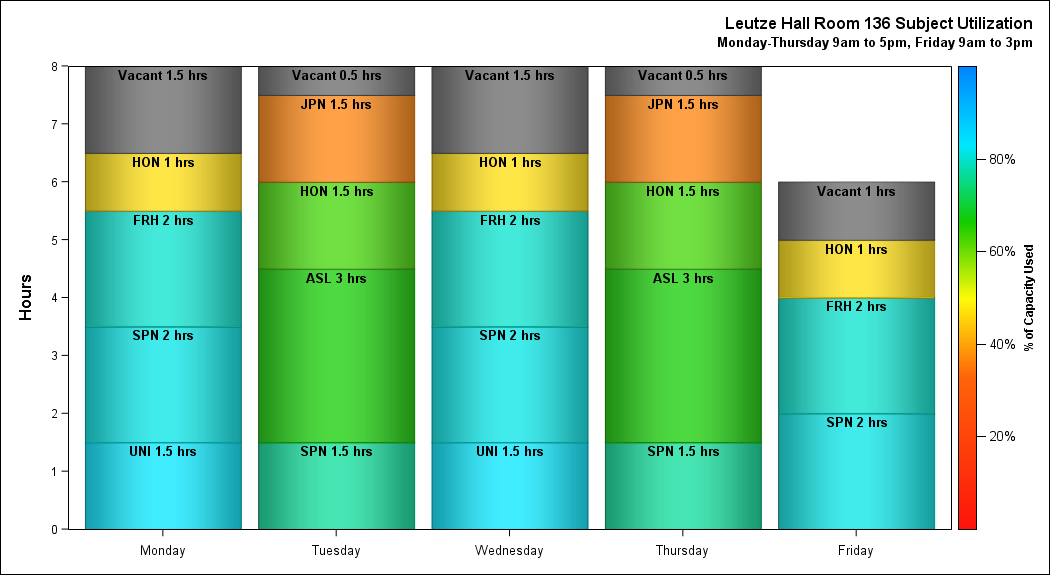 Leutze Hall Room 136 Subject Utilization
Monday-Thursday 9am to 5pm, Friday 9am to 3pm
Hours
8
7
6
5
4
3
2
1
0
Vacant 1.5 hrs
HON 1 hrs
FRH 2 hrs
SPN 2 hrs
UNI 1.5 hrs
Monday
Vacant 0.5 hrs
JPN 1.5 hrs
HON 1.5 hrs
ASL 3 hrs
SPN 1.5 hrs
Tuesday
Vacant 1.5 hrs
HON 1 hrs
FRH 2 hrs
SPN 2 hrs
UNI 1.5 hrs
Wednesday
Vacant 0.5 hrs
JPN 1.5 hrs
HON 1.5 hrs
ASL 3 hrs
SPN 1.5 hrs
Thursday
Vacant 1 hrs
HON 1 hrs
FRH 2 hrs
SPN 2 hrs
Friday
80%
60%
40%
20%
% of Capacity Used